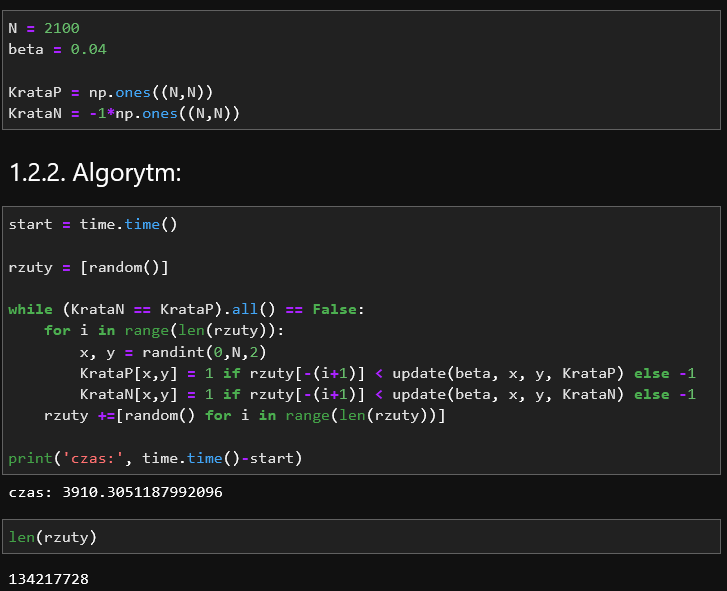 N = 2100
beta = 0.04
KrataP = np.ones((N,N))
KrataN = -1*np.ones((N,N))
1.2.2. Algorytm:
start = time.time()
rzuty = [random()]
while (KrataN == KrataP).all() == False:
    for i in range(len(rzuty)):
        x, y = randint(0,N,2)
        KrataP[x,y] = 1 if rzuty[-(i+1)] < update(beta, x, y, KrataP) else -1
        KrataN[x,y] = 1 if rzuty[-(i+1)] < update(beta, x, y, KrataN) else -1
    rzuty +=[random() for i in range(len(rzuty))]
print('czas:', time.time()-start)
czas: 3910.3051187992096
len(rzuty)
134217728